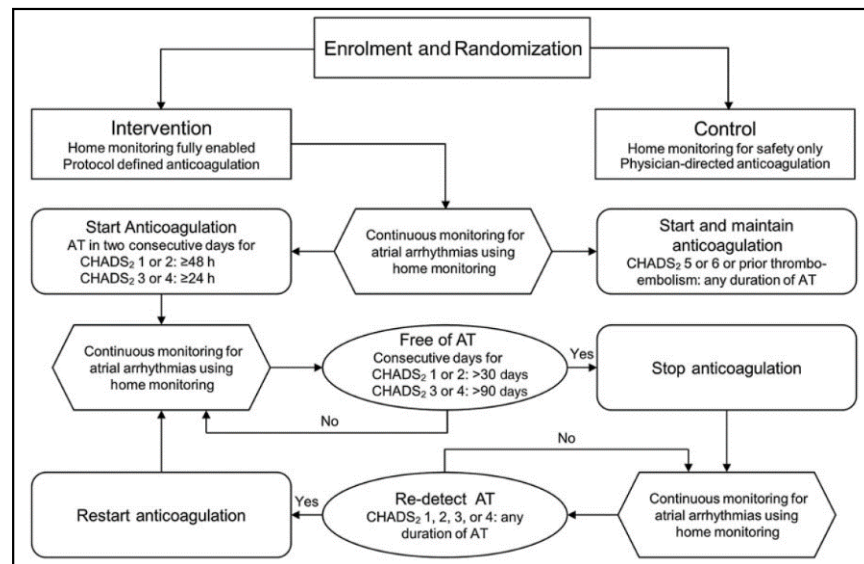 Enrolment and Randomization
Intervention
Home monitoring fully enabled
Protocol defined anticoagulation
Control
Home monitoring for safety only
Physician-directed anticoagulation
Start Anticoagulation
AT in two consecutive days for
CHADS₂ 1 or 2: ≥48 h
CHADS₂ 3 or 4: ≥24 h
Continuous monitoring for
atrial arrhythmias using
home monitoring
Start and maintain
anticoagulation
CHADS₂ 5 or 6 or prior thrombo-
embolism: any duration of AT
Continuous monitoring for
atrial arrhythmias using
home monitoring
Free of AT
Consecutive days for
CHADS₂ 1 or 2: >30 days
CHADS₂ 3 or 4: >90 days
Yes
Stop anticoagulation
No
No
Restart anticoagulation
Yes
Re-detect AT
CHADS₂ 1, 2, 3, or 4: any
duration of AT
Continuous monitoring for
atrial arrhythmias using
home monitoring